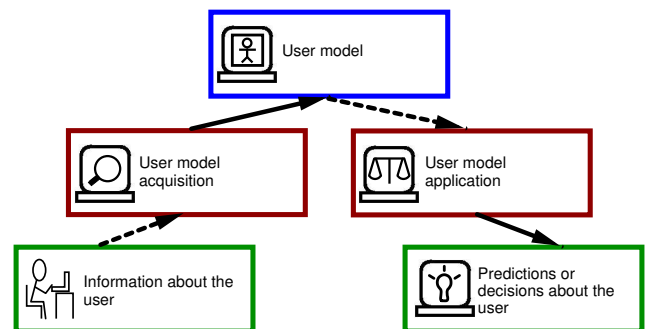 User model
User model
acquisition
User model
application
Information about the
user
Predictions or
decisions about the
user